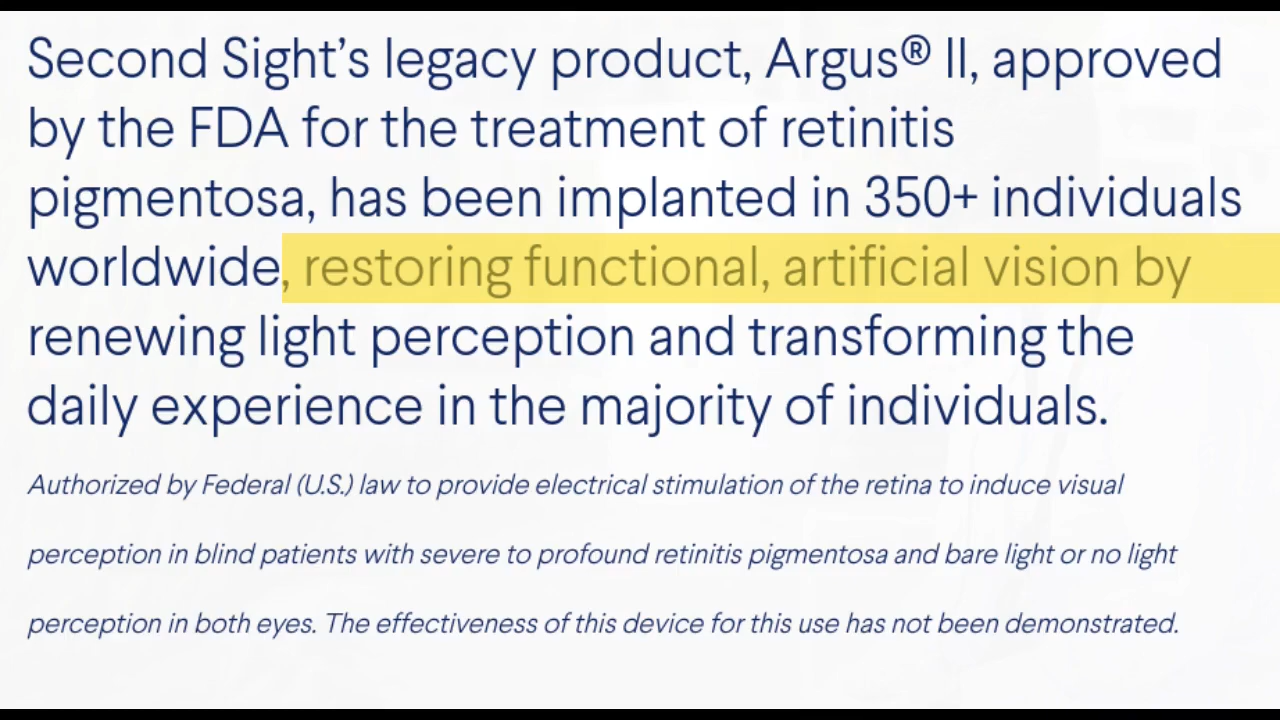 Second Sight’s legacy product, Argus® II, approved
by the FDA for the treatment of retinitis
pigmentosa, has been implanted in 350+ individuals
worldwide, restoring functional, artificial vision by
renewing light perception and transforming the
daily experience in the majority of individuals.
Authorized by Federal (U.S.) law to provide electrical stimulation of the retina to induce visual
perception in blind patients with severe to profound retinitis pigmentosa and bare light or no light
perception in both eyes. The effectiveness of this device for this use has not been demonstrated.